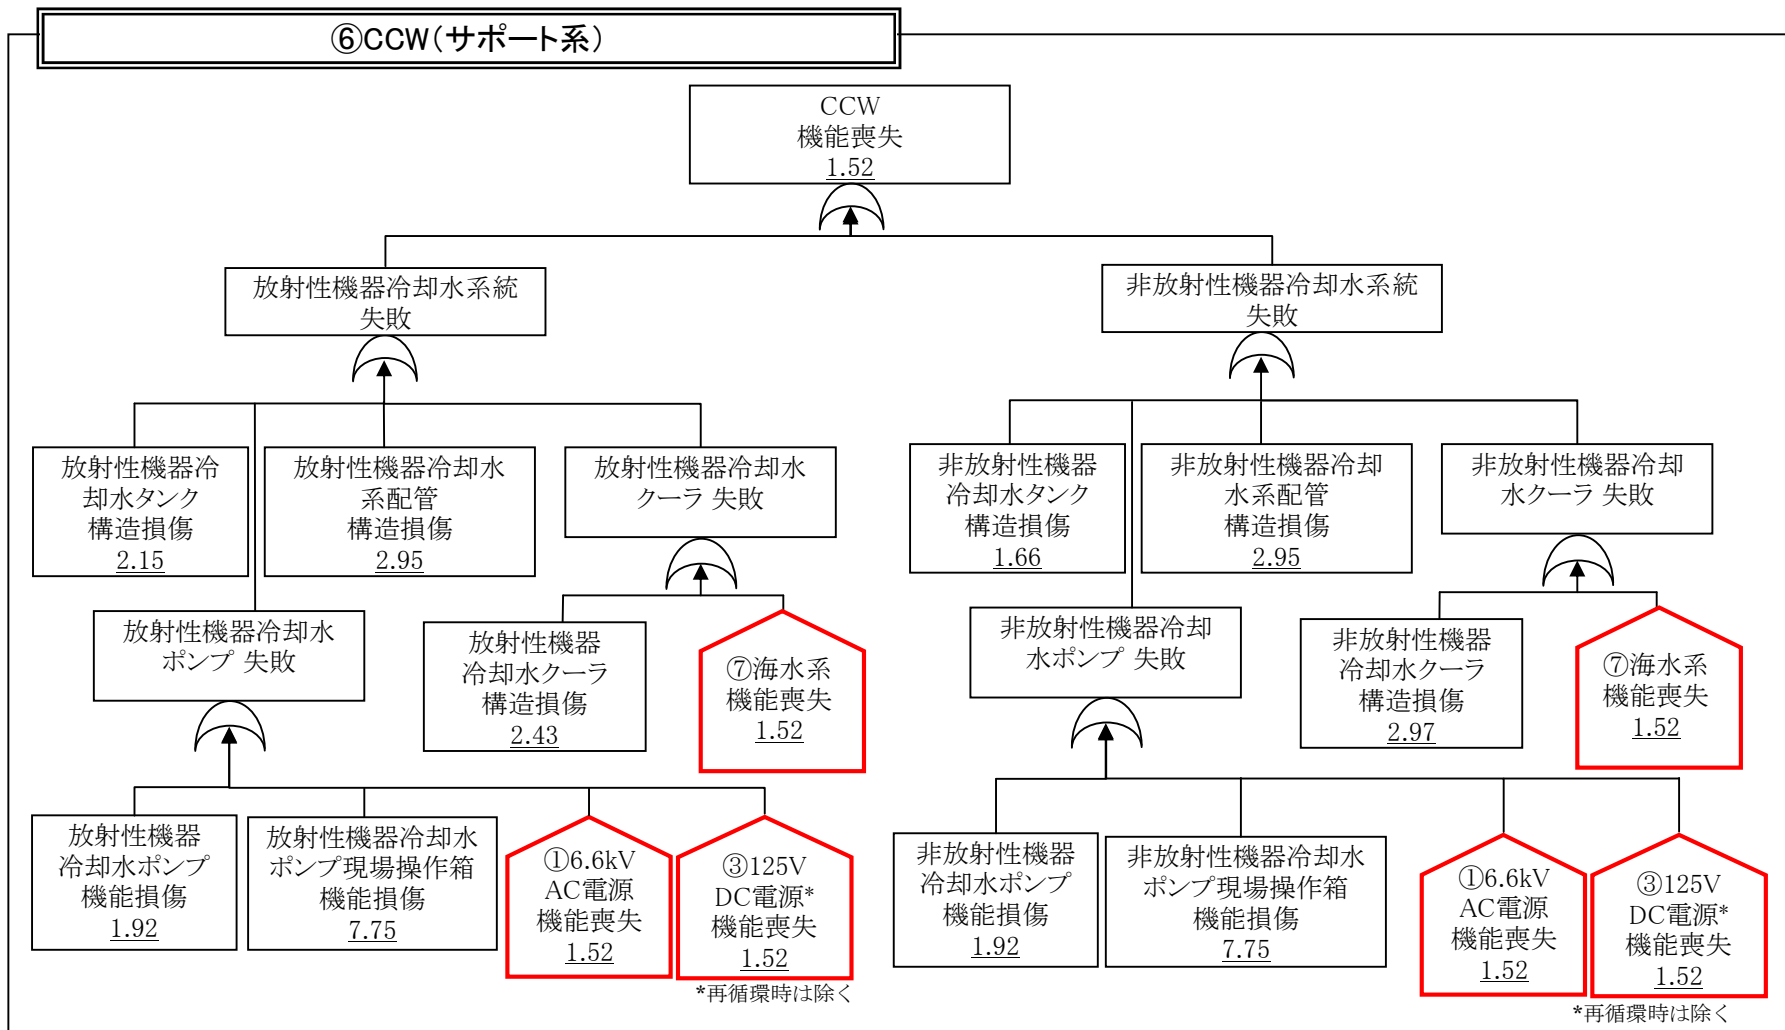 ⑥CCW(サポート系)
CCW
機能喪失
1.52
放射性機器冷却水系統
失敗
非放射性機器冷却水系統
失敗
放射性機器冷
却水タンク
構造損傷
2.15
放射性機器冷却水
系配管
構造損傷
2.95
放射性機器冷却水
クーラ 失敗
非放射性機器
冷却水タンク
構造損傷
1.66
非放射性機器冷却
水系配管
構造損傷
2.95
非放射性機器冷却
水クーラ 失敗
放射性機器冷却水
ポンプ 失敗
放射性機器
冷却水クーラ
構造損傷
2.43
⑦海水系
機能喪失
1.52
非放射性機器冷却
水ポンプ 失敗
非放射性機器
冷却水クーラ
構造損傷
2.97
⑦海水系
機能喪失
1.52
放射性機器
冷却水ポンプ
機能損傷
1.92
放射性機器冷却水
ポンプ現場操作箱
機能損傷
7.75
①6.6kV
AC電源
機能喪失
1.52
③125V
DC電源*
機能喪失
1.52
*再循環時は除く
非放射性機器
冷却水ポンプ
機能損傷
1.92
非放射性機器冷却水
ポンプ現場操作箱
機能損傷
7.75
①6.6kV
AC電源
機能喪失
1.52
③125V
DC電源*
機能喪失
1.52
*再循環時は除く